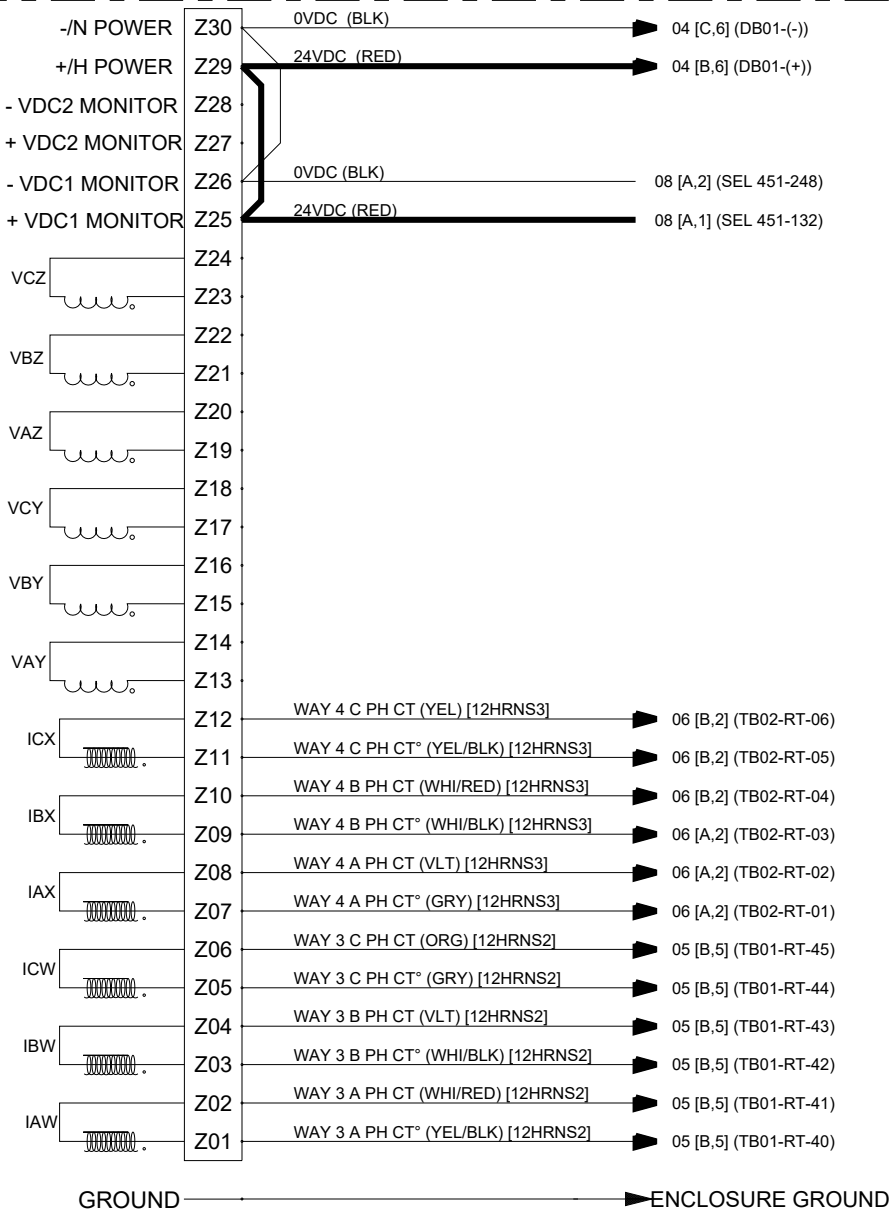 -/N POWER Z30 0VDC (BLK) 04 [C,6] (DB01-(-))
+/H POWER Z29 24VDC (RED) 04 [B,6] (DB01-(+))
- VDC2 MONITOR Z28
+ VDC2 MONITOR Z27
- VDC1 MONITOR Z26 0VDC (BLK) 08 [A,2] (SEL 451-248)
+ VDC1 MONITOR Z25 24VDC (RED) 08 [A,1] (SEL 451-132)
Z24
VCZ
Z23
Z22
VBZ
Z21
Z20
VAZ
Z19
Z18
VCY
Z17
Z16
VBY
Z15
Z14
VAY
Z13
Z12 WAY 4 C PH CT (YEL) [12HRNS3] 06 [B,2] (TB02-RT-06)
ICX
Z11 WAY 4 C PH CT° (YEL/BLK) [12HRNS3] 06 [B,2] (TB02-RT-05)
Z10 WAY 4 B PH CT (WHI/RED) [12HRNS3] 06 [B,2] (TB02-RT-04)
IBX
Z09 WAY 4 B PH CT° (WHI/BLK) [12HRNS3] 06 [A,2] (TB02-RT-03)
Z08 WAY 4 A PH CT (VLT) [12HRNS3] 06 [A,2] (TB02-RT-02)
IAX
Z07 WAY 4 A PH CT° (GRY) [12HRNS3] 06 [A,2] (TB02-RT-01)
Z06 WAY 3 C PH CT (ORG) [12HRNS2] 05 [B,5] (TB01-RT-45)
ICW
Z05 WAY 3 C PH CT° (GRY) [12HRNS2] 05 [B,5] (TB01-RT-44)
Z04 WAY 3 B PH CT (VLT) [12HRNS2] 05 [B,5] (TB01-RT-43)
IBW
Z03 WAY 3 B PH CT° (WHI/BLK) [12HRNS2] 05 [B,5] (TB01-RT-42)
Z02 WAY 3 A PH CT (WHI/RED) [12HRNS2] 05 [B,5] (TB01-RT-41)
IAW
Z01 WAY 3 A PH CT° (YEL/BLK) [12HRNS2] 05 [B,5] (TB01-RT-40)
GROUND ENCLOSURE GROUND